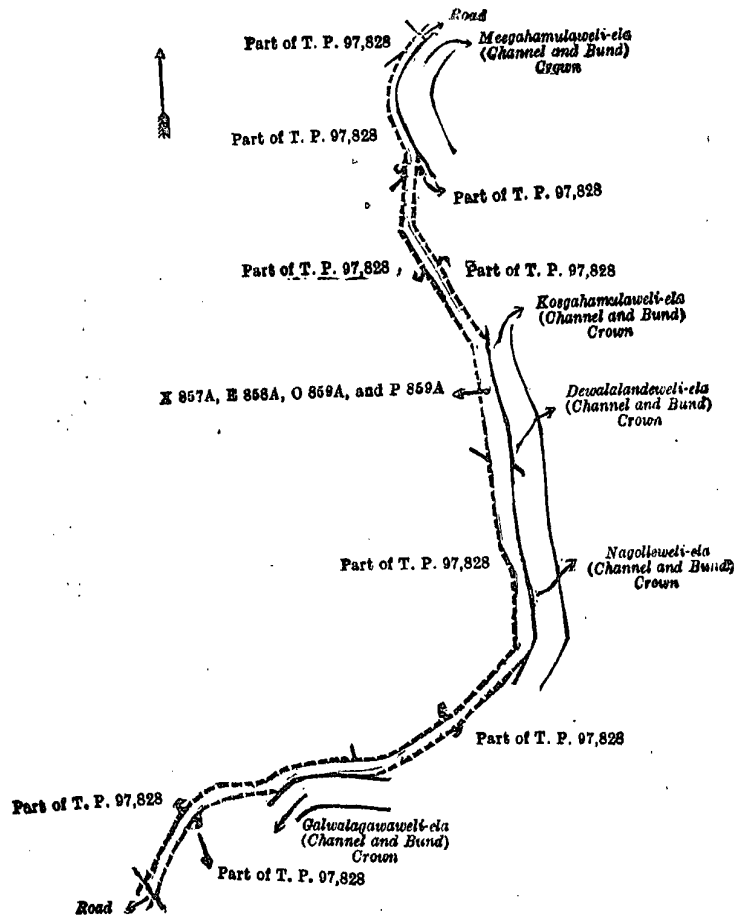 Road
Part of T. P. 97,828
Meegahamulaweli-ela
(Channel and Bund)
Crown
Part of T. P. 97,828
Part of T. P. 97,828
Part of T. P. 97,828
Part of T. P. 97,828
Kosgahamulaweli-ela
(Channel and Bund)
Crown
X 857A, E 858A, O 859A, and P 859A
Dewalalandeweli-ela
(Channel and Bund)
Crown
Part of T. P. 97,828
Nagolleweli-ela
(Channel and Bund)
Crown
Part of T. P. 97,828
Part of T. P. 97,828
Galwalagawaweli-ela
(Channel and Bund)
Crown
Part of T. P. 97,828
Road